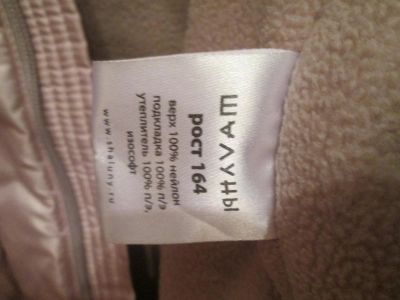 ШАЛУНЫ
рост 164
верх 100% нейлон
подкладка 100% п/э
утеплитель 100% п/э,
изософт
www.shaluny.ru